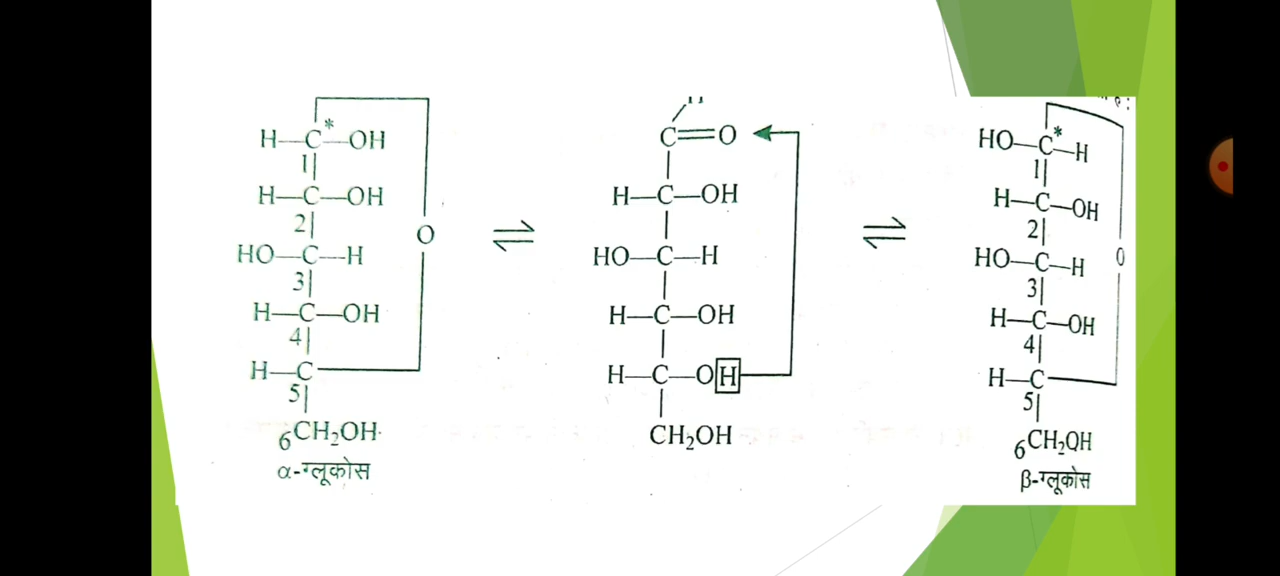 H—C*—OH
1
H—C—OH
2
HO—C—H
3
H—C—OH
4
H—C
5
6CH₂OH
O
α-ग्लूकोस
⇌
C=O
H—C—OH
HO—C—H
H—C—OH
H—C—OH
CH₂OH
⇌
HO—C*—H
1
H—C—OH
2
HO—C—H
3
H—C—OH
4
H—C
5
6CH₂OH
O
β-ग्लूकोस